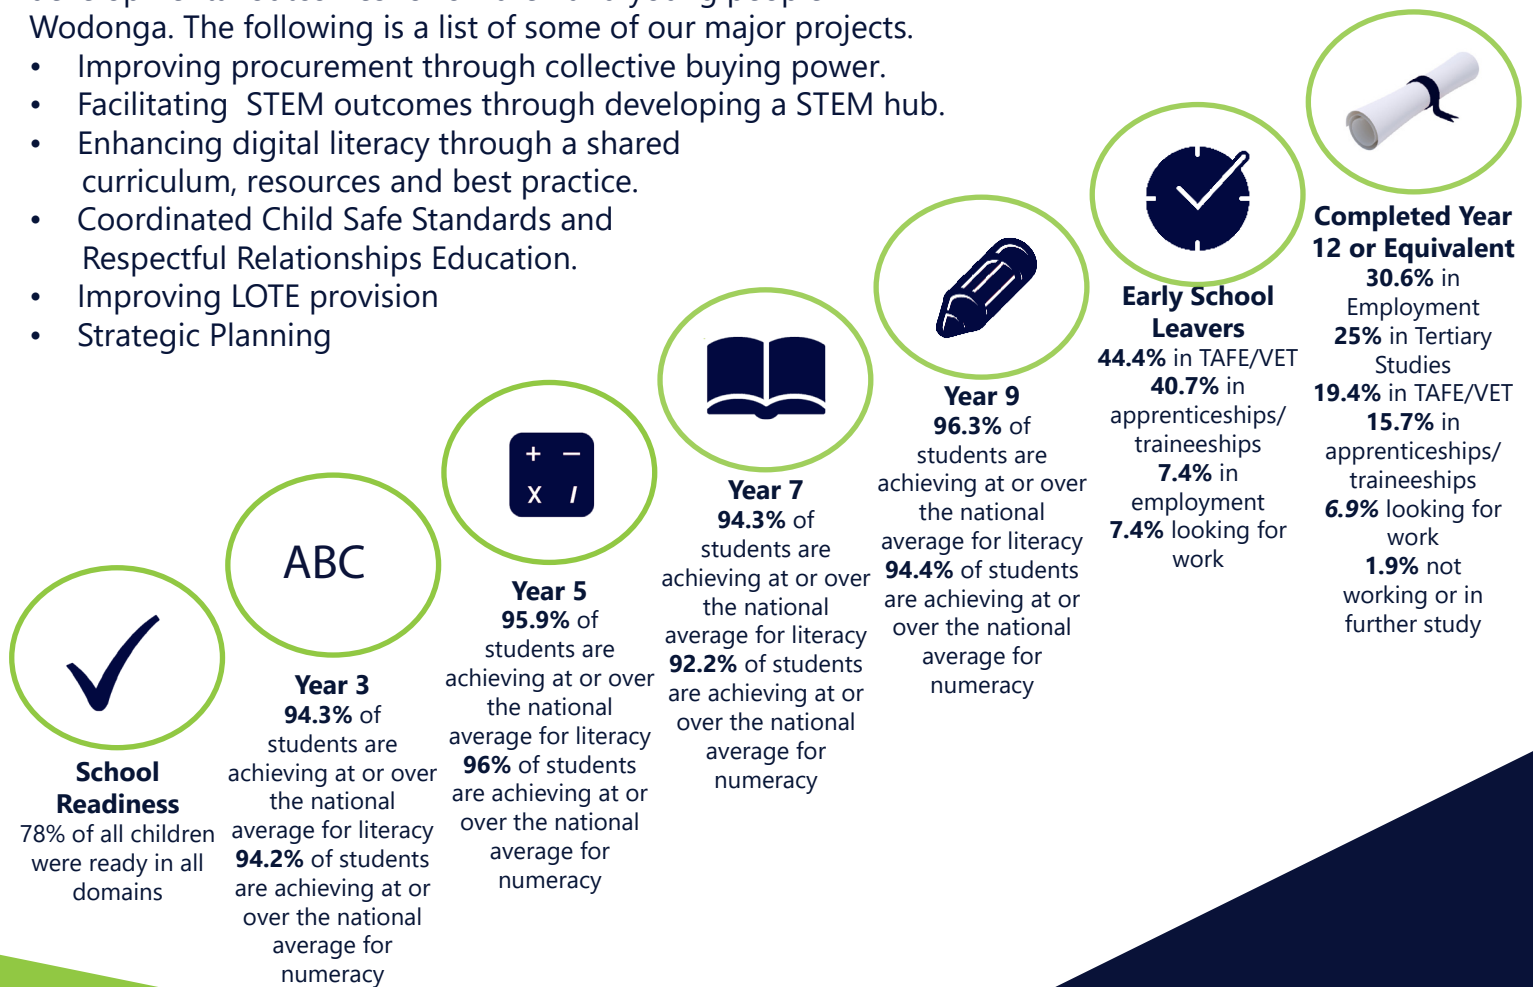 Wodonga. The following is a list of some of our major projects.
• Improving procurement through collective buying power.
• Facilitating STEM outcomes through developing a STEM hub.
• Enhancing digital literacy through a shared
curriculum, resources and best practice.
• Coordinated Child Safe Standards and
Respectful Relationships Education.
• Improving LOTE provision
• Strategic Planning
School
Readiness
78% of all children
were ready in all
domains
ABC
Year 3
94.3% of
students are
achieving at or over
the national
average for literacy
94.2% of students
are achieving at or
over the national
average for
numeracy
+ −
x /
Year 5
95.9% of
students are
achieving at or over
the national
average for literacy
96% of students
are achieving at or
over the national
average for
numeracy
Year 7
94.3% of
students are
achieving at or over
the national
average for literacy
92.2% of students
are achieving at or
over the national
average for
numeracy
Year 9
96.3% of
students are
achieving at or over
the national
average for literacy
94.4% of students
are achieving at or
over the national
average for
numeracy
Early School
Leavers
44.4% in TAFE/VET
40.7% in
apprenticeships/
traineeships
7.4% in
employment
7.4% looking for
work
Completed Year
12 or Equivalent
30.6% in
Employment
25% in Tertiary
Studies
19.4% in TAFE/VET
15.7% in
apprenticeships/
traineeships
6.9% looking for
work
1.9% not
working or in
further study